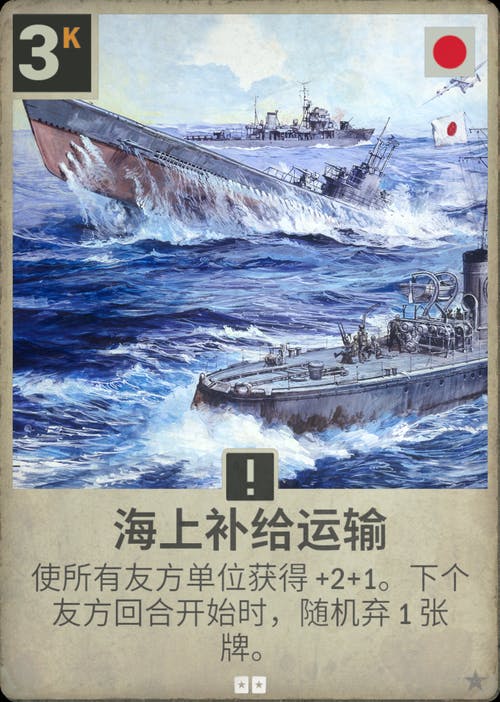 3K
!
海上补给运输
使所有友方单位获得 +2+1。下个
友方回合开始时，随机弃 1 张
牌。